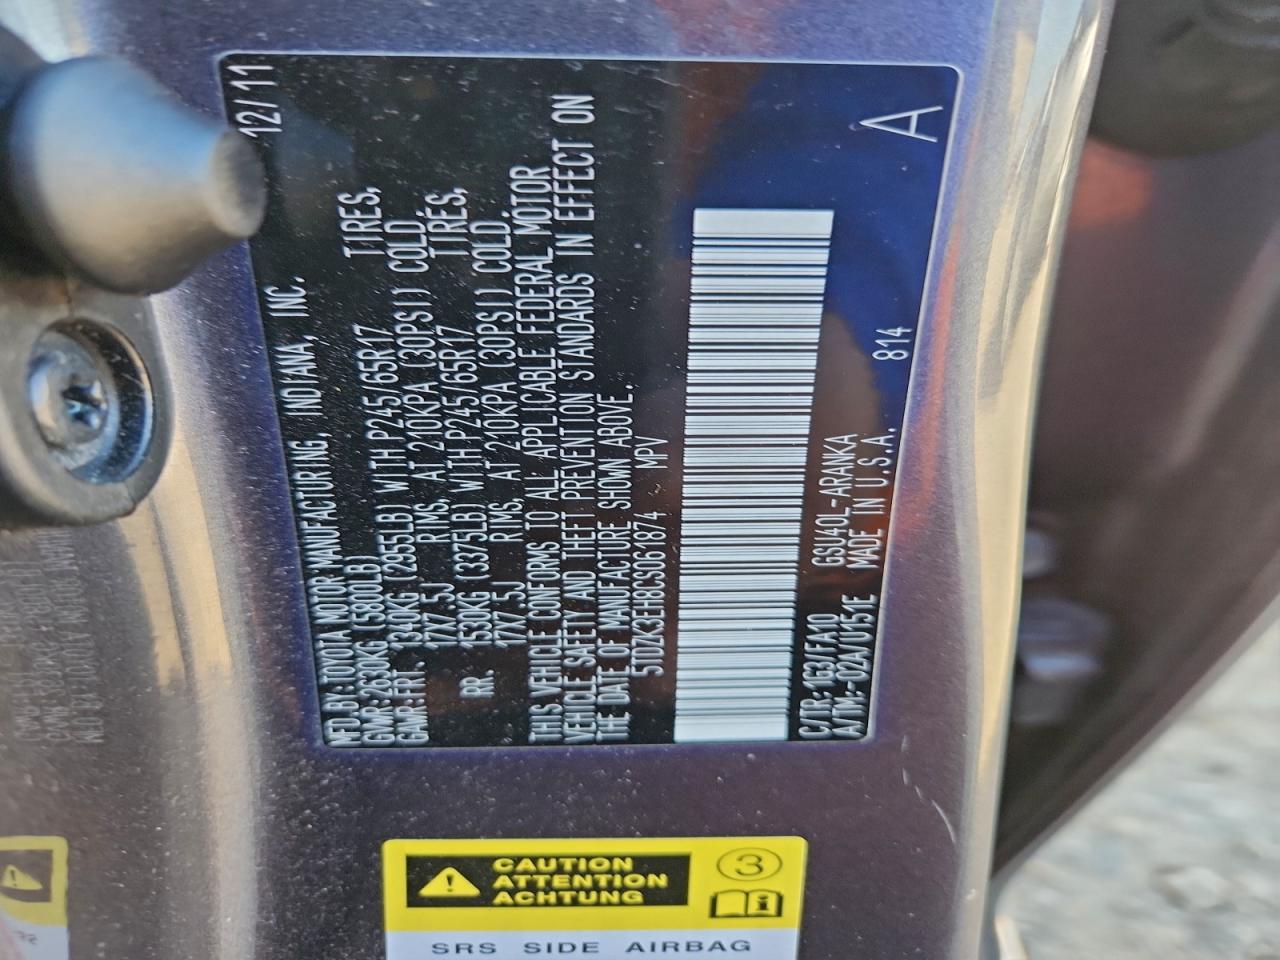 MFD.BY:TOYOTA MOTOR MANUFACTURING, INDIANA, INC. 12/11
GVWR:2630KG (5800LB)
GAWR:FRT. 1340KG (2955LB) WITH P245/65R17 TIRES,
17X7.5J RIMS, AT 210KPA (30PSI) COLD.
RR. 1530KG (3375LB) WITH P245/65R17 TIRES,
17X7.5J RIMS, AT 210KPA (30PSI) COLD.
THIS VEHICLE CONFORMS TO ALL APPLICABLE FEDERAL MOTOR
VEHICLE SAFETY AND THEFT PREVENTION STANDARDS IN EFFECT ON
THE DATE OF MANUFACTURE SHOWN ABOVE.
5TDZK3EH8CS061874 MPV
C/TR:1G3/FA10 GSU40L-ARANKA
A/TM:-02A/U151E MADE IN U.S.A. 814
A
CAUTION
ATTENTION
ACHTUNG
3
SRS SIDE AIRBAG